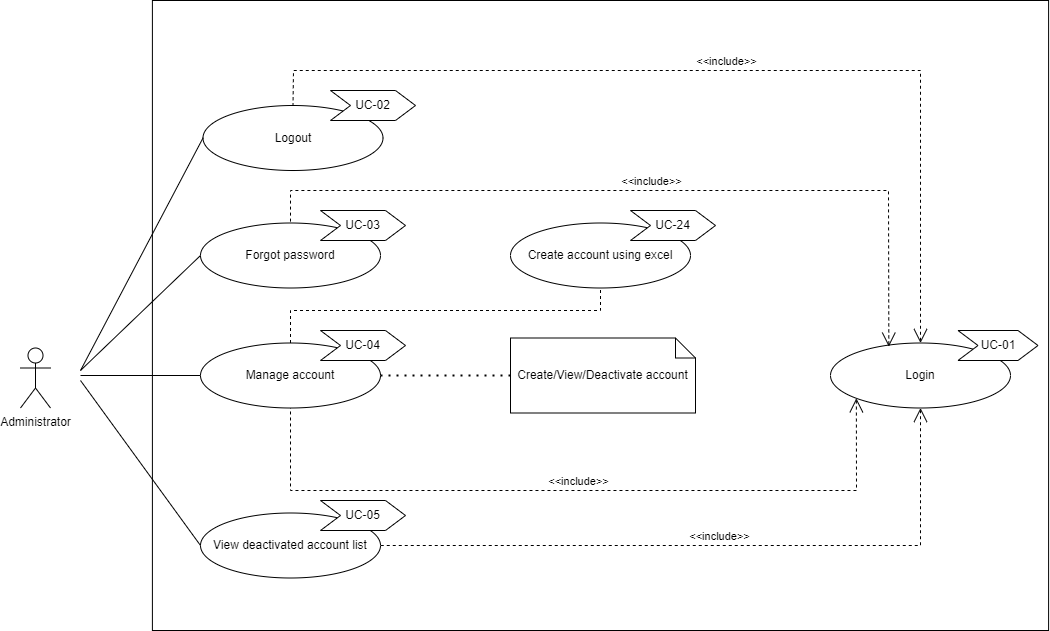 <<include>>
UC-02
Logout
<<include>>
UC-03
UC-24
Forgot password
Create account using excel
UC-04
UC-01
Manage account
Create/View/Deactivate account
Login
Administrator
<<include>>
UC-05
<<include>>
View deactivated account list